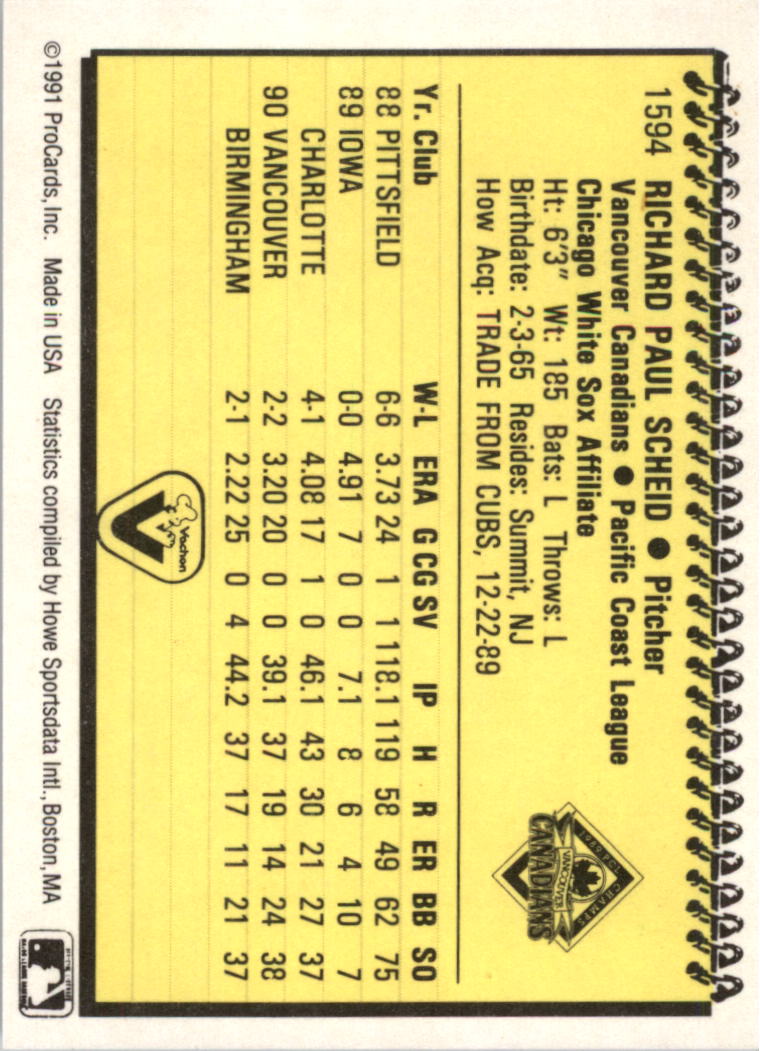 1594 RICHARD PAUL SCHEID ● Pitcher
Vancouver Canadians ● Pacific Coast League
Chicago White Sox Affiliate
Ht: 6'3" Wt: 185 Bats: L Throws: L
Birthdate: 2-3-65 Resides: Summit, NJ
How Acq: TRADE FROM CUBS, 12-22-89
1989 PCL CHAMPS
VANCOUVER
CANADIANS
Yr. Club W-L ERA G CG SV IP H R ER BB SO
88 PITTSFIELD 6-6 3.73 24 1 1 118.1 119 58 49 62 75
89 IOWA 0-0 4.91 7 0 0 7.1 8 6 4 10 7
CHARLOTTE 4-1 4.08 17 1 0 46.1 43 30 21 27 37
90 VANCOUVER 2-2 3.20 20 0 0 39.1 37 19 14 24 38
BIRMINGHAM 2-1 2.22 25 0 4 44.2 37 17 11 21 37
Vachon
V
©1991 ProCards, Inc. Made in USA Statistics compiled by Howe Sportsdata Intl., Boston, MA